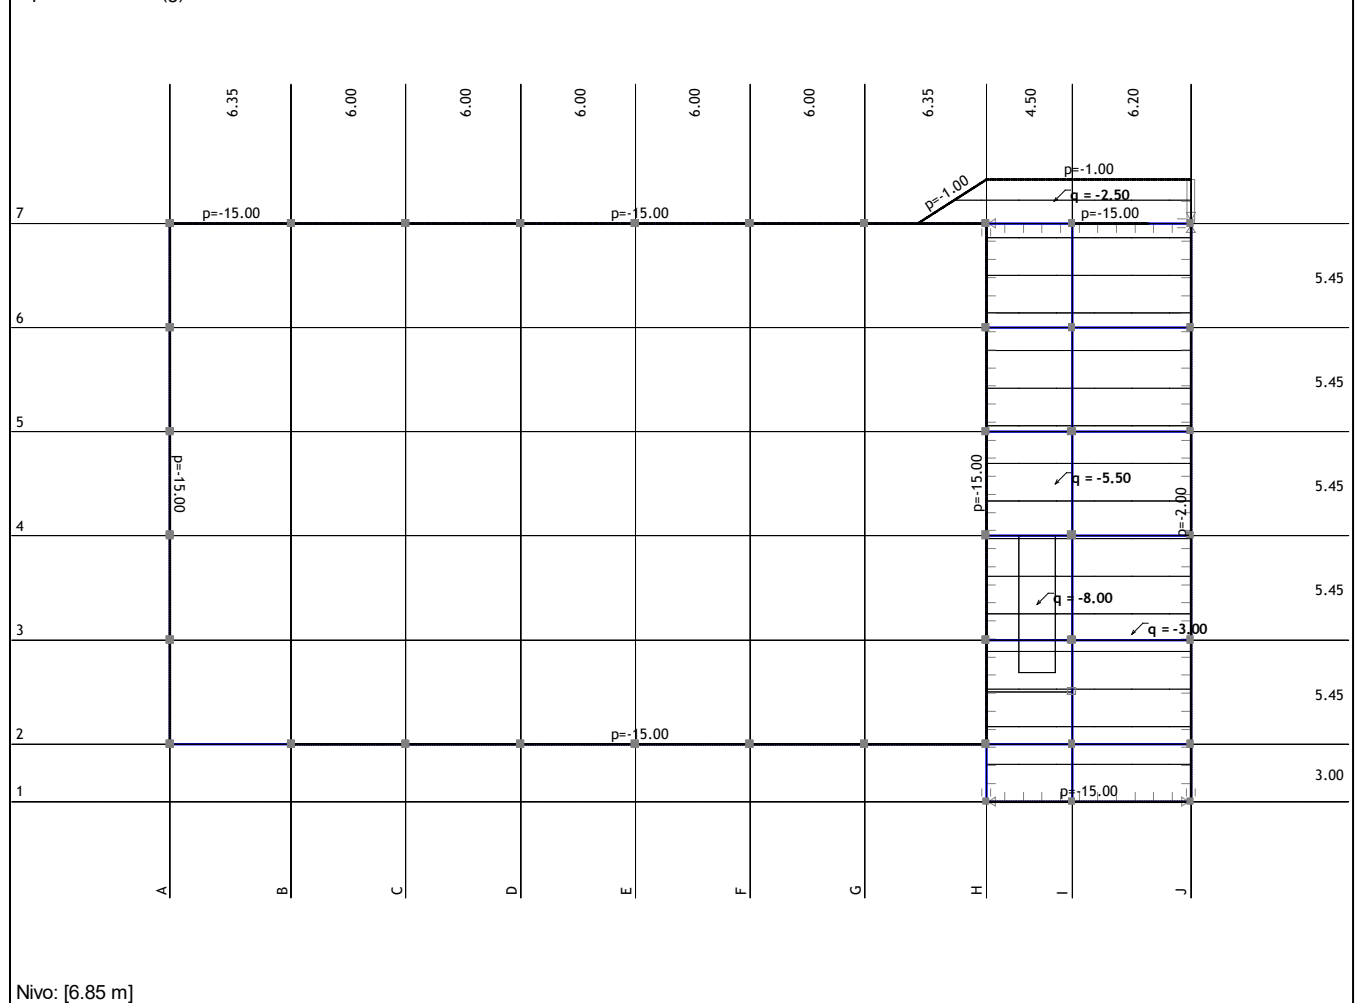 6.35
6.00
6.00
6.00
6.00
6.00
6.35
4.50
6.20
p=-1.00
p=-1.00
q = -2.50
7
p=-15.00
p=-15.00
p=-15.00
5.45
6
5.45
5
p=-15.00
p=-15.00
q = -5.50
p=-2.00
5.45
4
q = -8.00
5.45
3
q = -3.00
5.45
2
p=-15.00
3.00
1
p=-15.00
A
B
C
D
E
F
G
H
I
J
Nivo: [6.85 m]